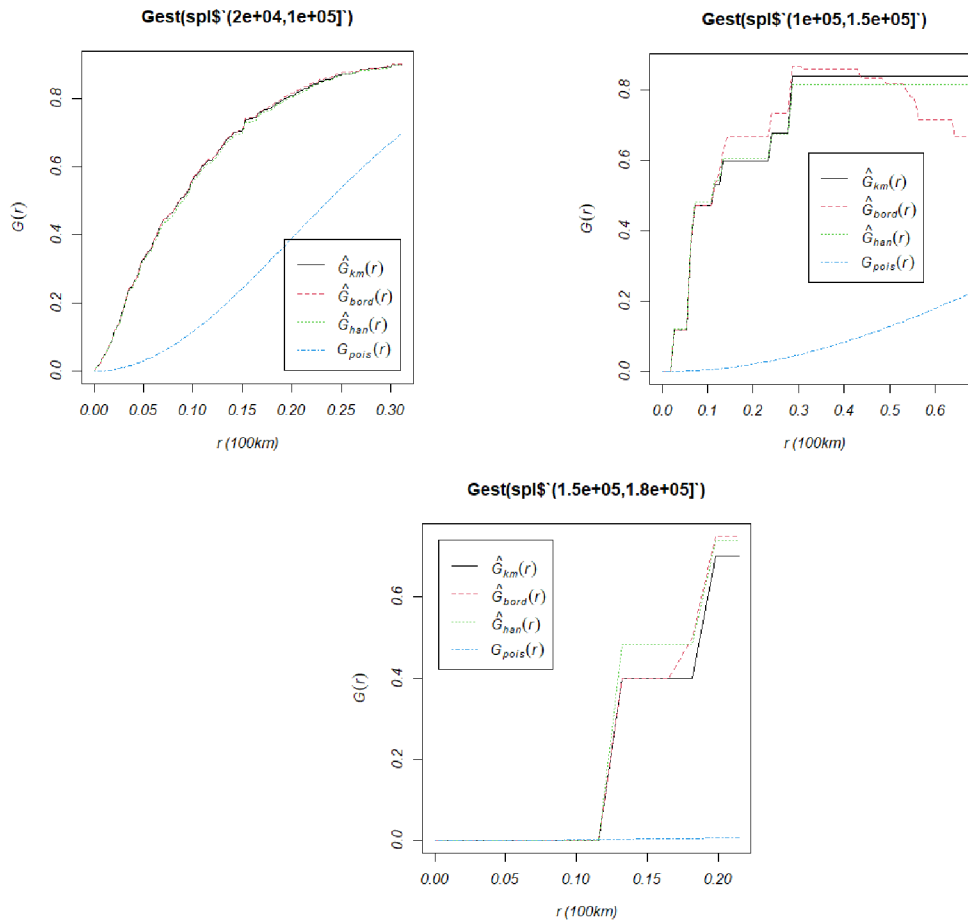 Gest(spl$`(2e+04,1e+05]`)
G(r)
0.0 0.2 0.4 0.6 0.8
Ĝkm(r)
Ĝbord(r)
Ĝhan(r)
Gpois(r)
0.00 0.05 0.10 0.15 0.20 0.25 0.30
r (100km)
Gest(spl$`(1e+05,1.5e+05]`)
G(r)
0.0 0.2 0.4 0.6 0.8
Ĝkm(r)
Ĝbord(r)
Ĝhan(r)
Gpois(r)
0.0 0.1 0.2 0.3 0.4 0.5 0.6
r (100km)
Gest(spl$`(1.5e+05,1.8e+05]`)
G(r)
0.0 0.2 0.4 0.6
Ĝkm(r)
Ĝbord(r)
Ĝhan(r)
Gpois(r)
0.00 0.05 0.10 0.15 0.20
r (100km)